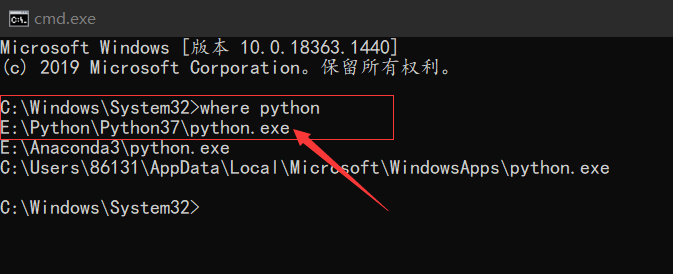 cmd.exe
Microsoft Windows [版本 10.0.18363.1440]
(c) 2019 Microsoft Corporation。保留所有权利。
C:\Windows\System32>where python
E:\Python\Python37\python.exe
E:\Anaconda3\python.exe
C:\Users\86131\AppData\Local\Microsoft\WindowsApps\python.exe
C:\Windows\System32>